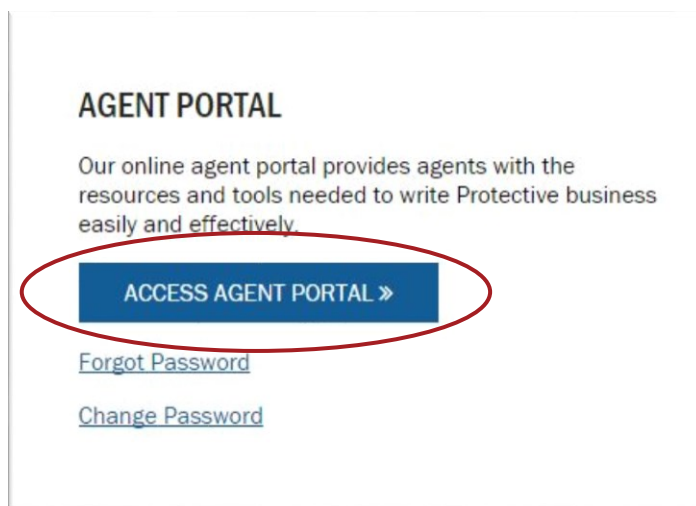 AGENT PORTAL
Our online agent portal provides agents with the
resources and tools needed to write Protective business
easily and effectively.
ACCESS AGENT PORTAL »
Forgot Password
Change Password